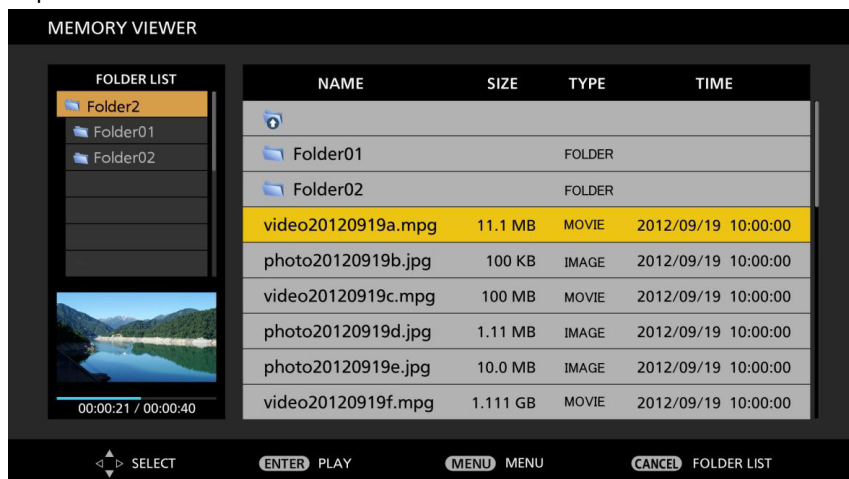 MEMORY VIEWER
FOLDER LIST
Folder2
Folder01
Folder02
00:00:21 / 00:00:40
NAME SIZE TYPE TIME
Folder01 FOLDER
Folder02 FOLDER
video20120919a.mpg 11.1 MB MOVIE 2012/09/19 10:00:00
photo20120919b.jpg 100 KB IMAGE 2012/09/19 10:00:00
video20120919c.mpg 100 MB MOVIE 2012/09/19 10:00:00
photo20120919d.jpg 1.11 MB IMAGE 2012/09/19 10:00:00
photo20120919e.jpg 10.0 MB IMAGE 2012/09/19 10:00:00
video20120919f.mpg 1.111 GB MOVIE 2012/09/19 10:00:00
SELECT ENTER PLAY MENU MENU CANCEL FOLDER LIST